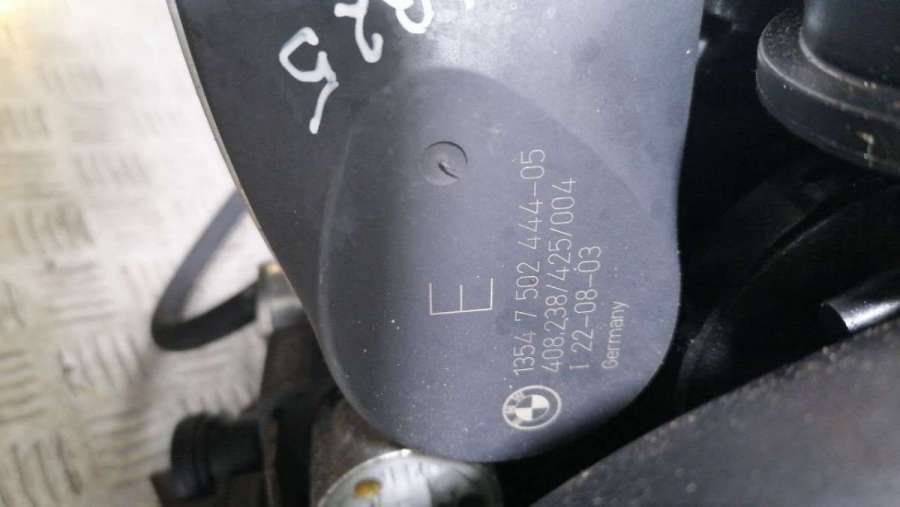 E
1354 7 502 444-05
408.238/425/004
I 22-08-03
Germany